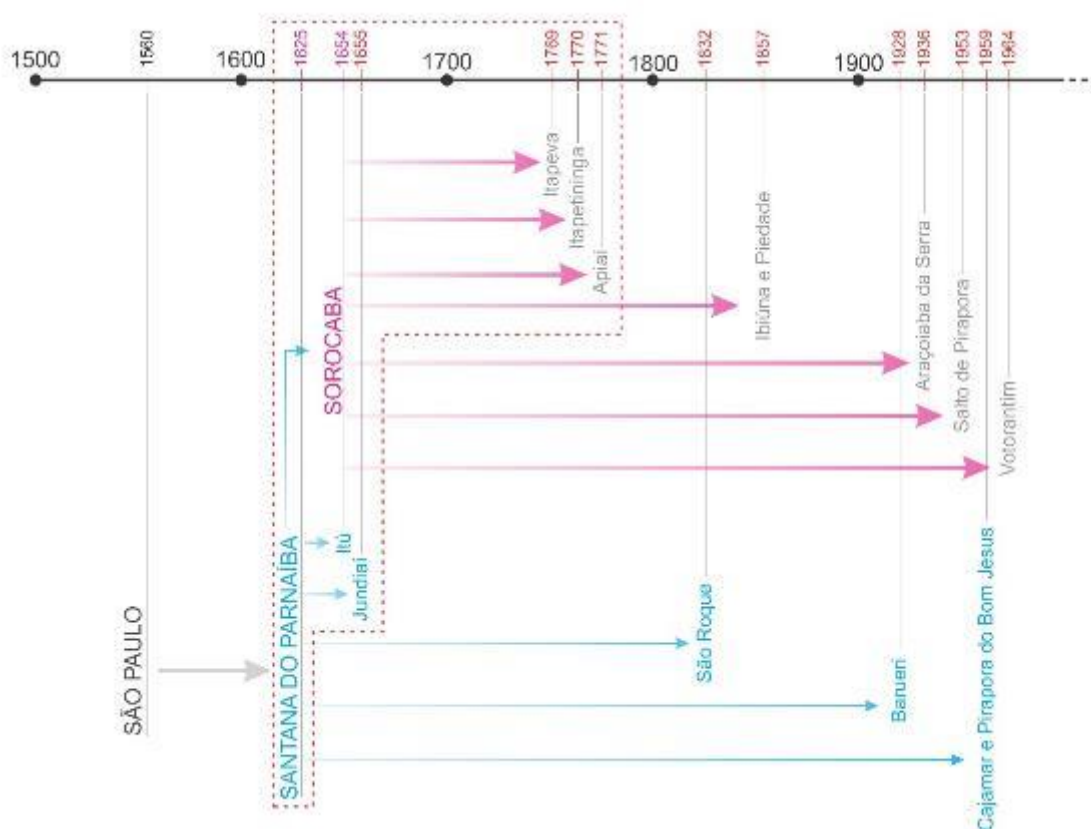 1500
1560
1600
1625
1654
1655
1700
1769
1770
1771
1800
1832
1857
1900
1928
1936
1953
1959
1964
Itapeva
Itapetininga
Apiaí
Ibiúna e Piedade
Araçoiaba da Serra
Salto de Pirapora
Votorantim
SOROCABA
SÃO PAULO
SANTANA DO PARNAÍBA
Itú
Jundiaí
São Roque
Barueri
Cajamar e Pirapora do Bom Jesus